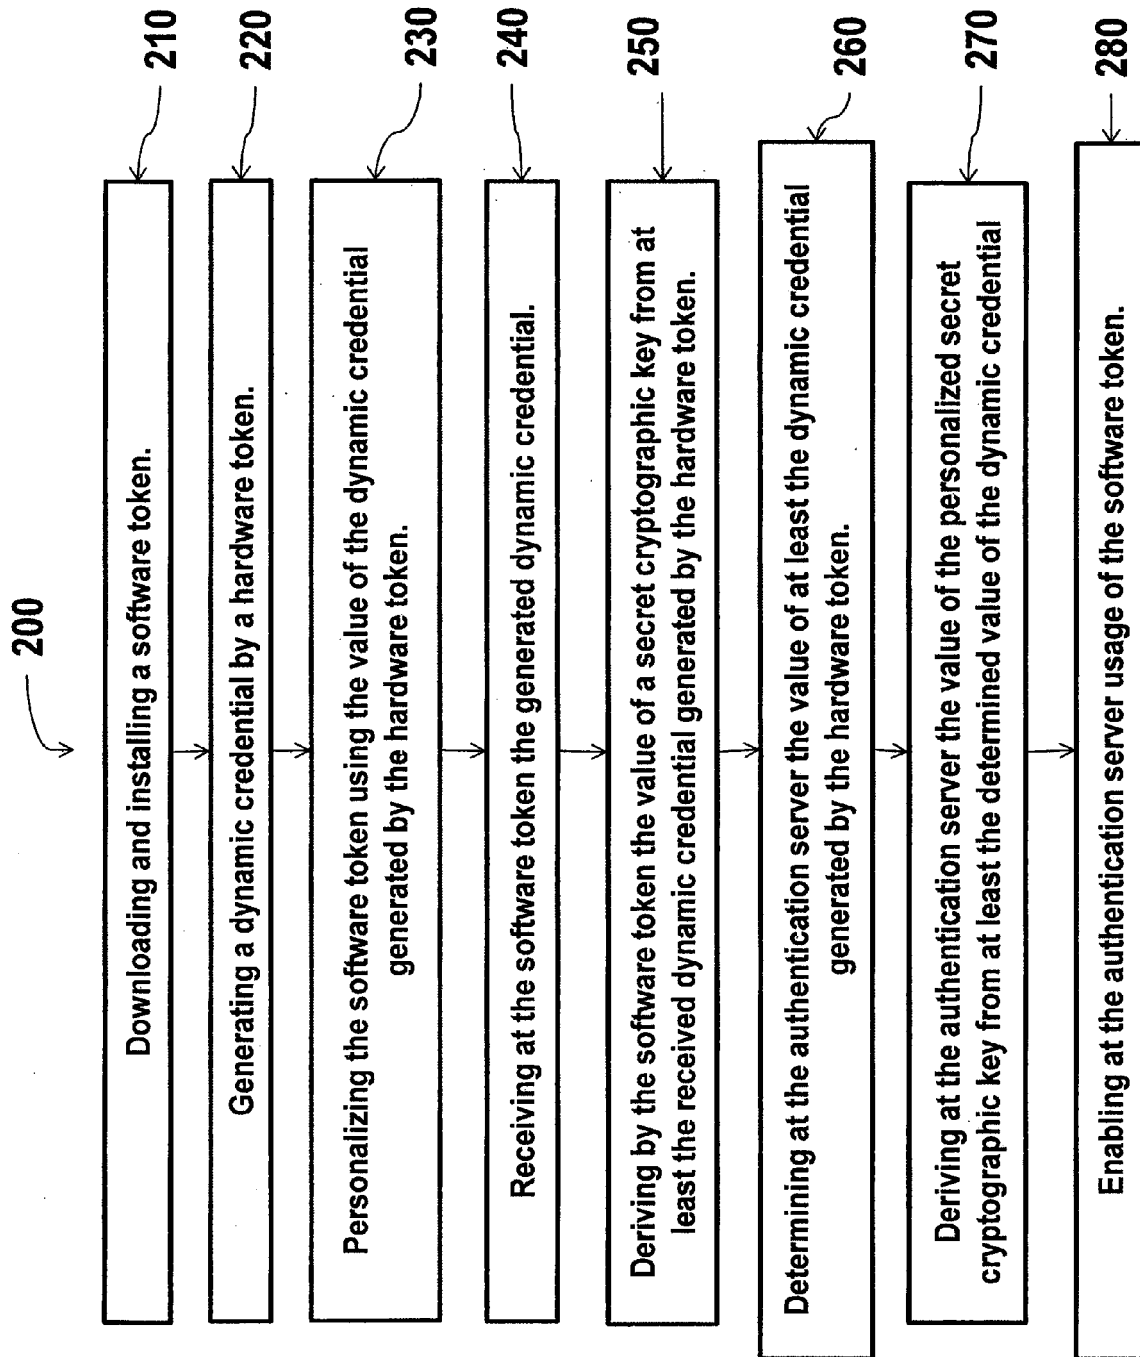 200
Downloading and installing a software token.
210
Generating a dynamic credential by a hardware token.
220
Personalizing the software token using the value of the dynamic credential
generated by the hardware token.
230
Receiving at the software token the generated dynamic credential.
240
Deriving by the software token the value of a secret cryptographic key from at
least the received dynamic credential generated by the hardware token.
250
Determining at the authentication server the value of at least the dynamic credential
generated by the hardware token.
260
Deriving at the authentication server the value of the personalized secret
cryptographic key from at least the determined value of the dynamic credential
270
Enabling at the authentication server usage of the software token.
280